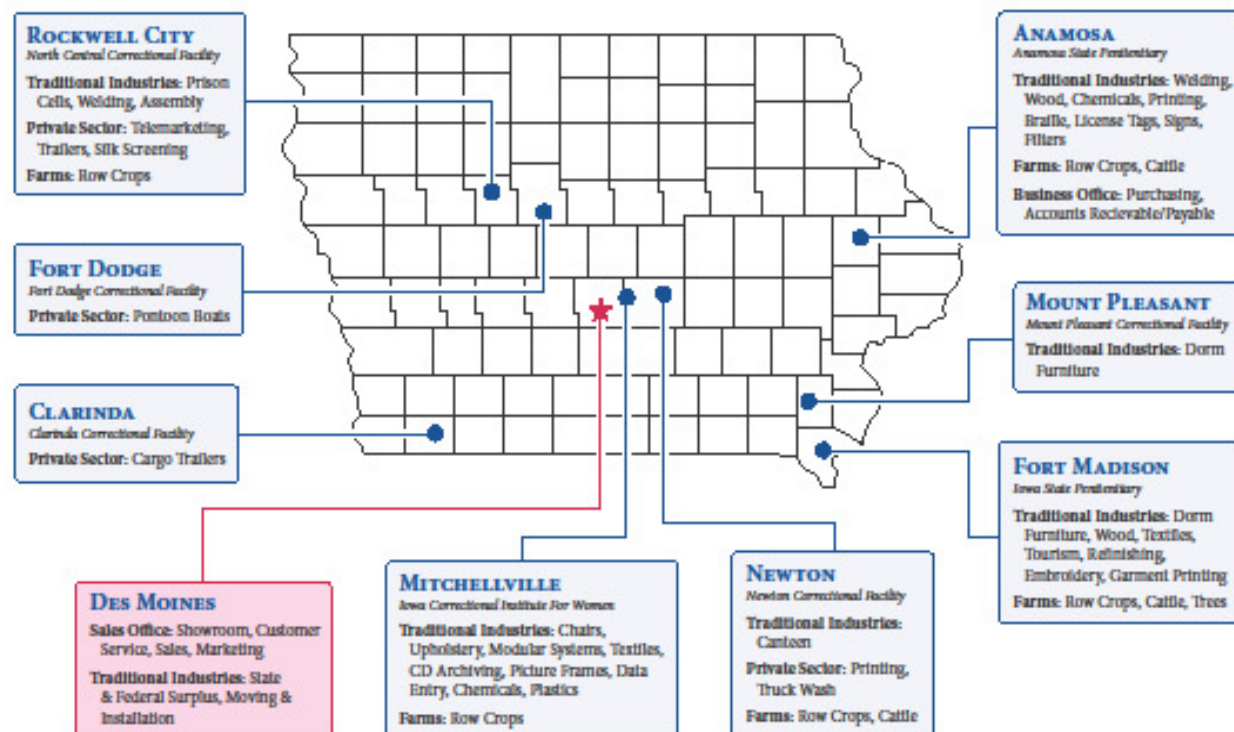 ROCKWELL CITY
North Central Correctional Facility
Traditional Industries: Prison
Cells, Welding, Assembly
Private Sector: Telemarketing,
Trailers, Silk Screening
Farms: Row Crops
FORT DODGE
Fort Dodge Correctional Facility
Private Sector: Pontoon Boats
CLARINDA
Clarinda Correctional Facility
Private Sector: Cargo Trailers
DES MOINES
Sales Office: Showroom, Customer
Service, Sales, Marketing
Traditional Industries: State
& Federal Surplus, Moving &
Installation
MITCHELLVILLE
Iowa Correctional Institute For Women
Traditional Industries: Chairs,
Upholstery, Modular Systems, Textiles,
CD Archiving, Picture Frames, Data
Entry, Chemicals, Plastics
Farms: Row Crops
NEWTON
Newton Correctional Facility
Traditional Industries:
Canteen
Private Sector: Printing,
Truck Wash
Farms: Row Crops, Cattle
ANAMOSA
Anamosa State Penitentiary
Traditional Industries: Welding,
Wood, Chemicals, Printing,
Braille, License Tags, Signs,
Filters
Farms: Row Crops, Cattle
Business Office: Purchasing,
Accounts Recievable/Payable
MOUNT PLEASANT
Mount Pleasant Correctional Facility
Traditional Industries: Dorm
Furniture
FORT MADISON
Iowa State Penitentiary
Traditional Industries: Dorm
Furniture, Wood, Textiles,
Tourism, Refinishing,
Embroidery, Garment Printing
Farms: Row Crops, Cattle, Trees